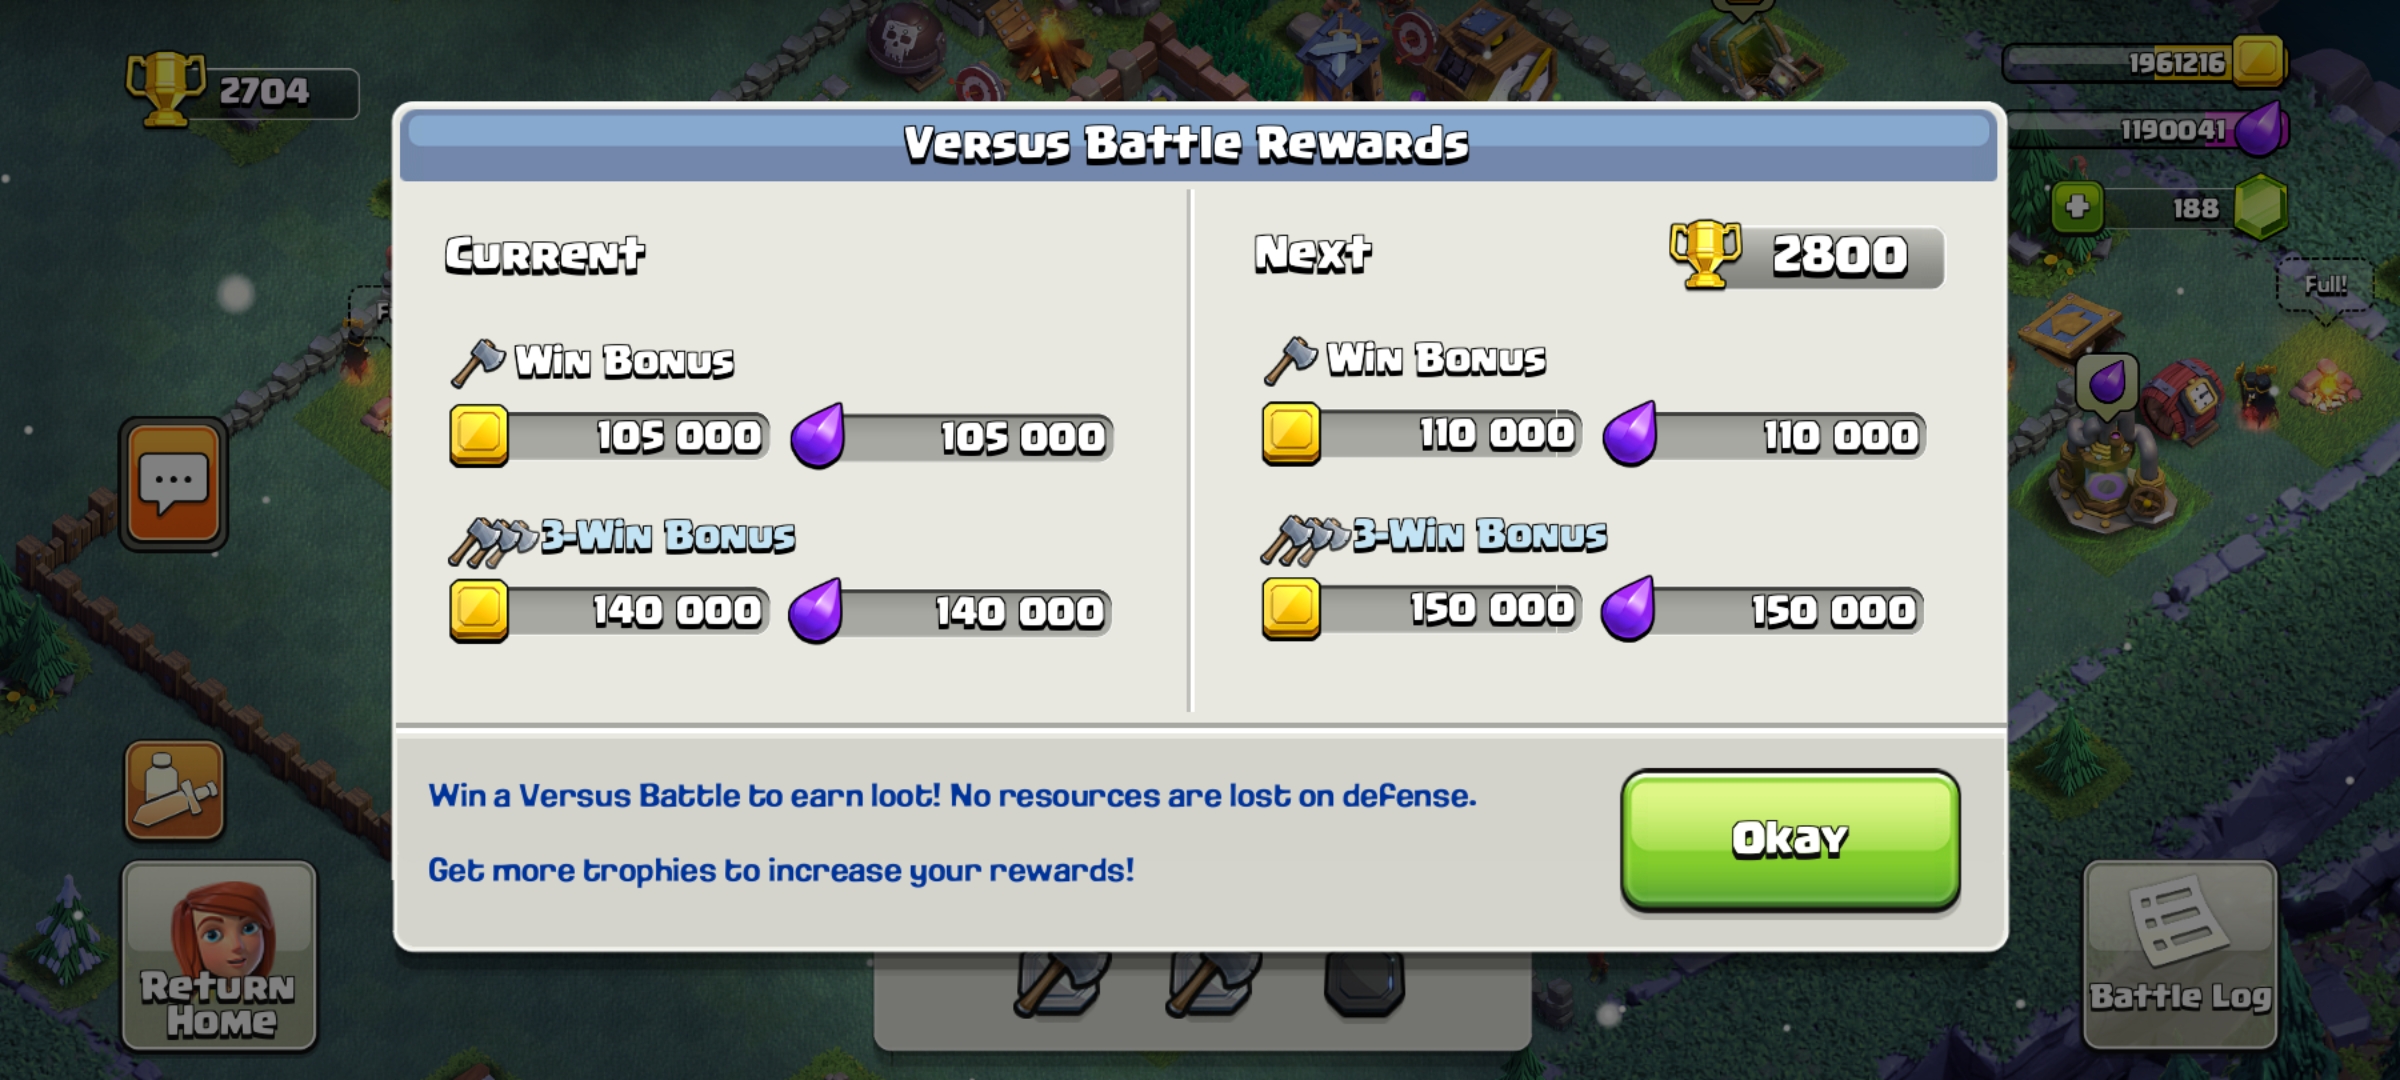 2704
1961216
1190041
188
Full!
Versus Battle Rewards
Current
Win Bonus
105 000 105 000
3-Win Bonus
140 000 140 000
Next 2800
Win Bonus
110 000 110 000
3-Win Bonus
150 000 150 000
Win a Versus Battle to earn loot! No resources are lost on defense.
Get more trophies to increase your rewards!
Okay
Return
Home
Battle Log